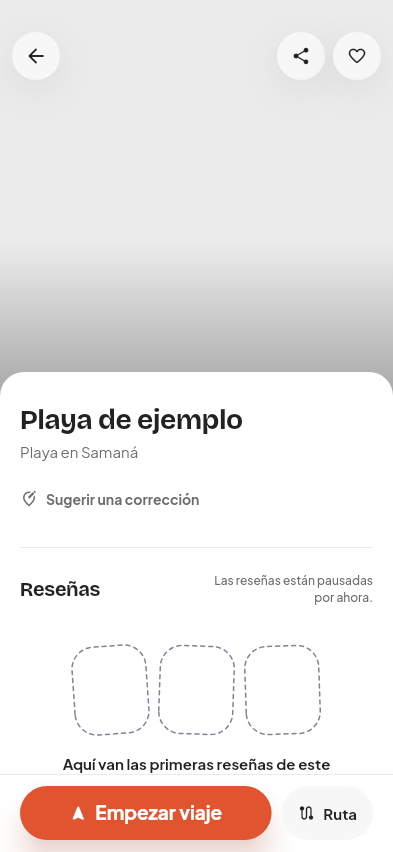 Playa de ejemplo
Playa en Samaná
Sugerir una corrección
Reseñas
Las reseñas están pausadas
por ahora.
Aquí van las primeras reseñas de este
Empezar viaje
Ruta